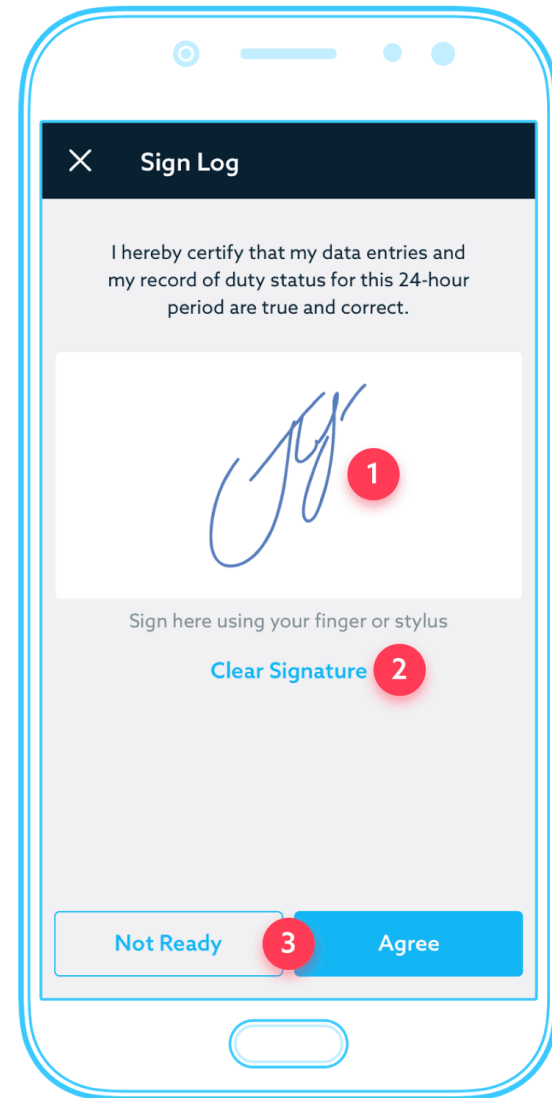 Sign Log
I hereby certify that my data entries and
my record of duty status for this 24-hour
period are true and correct.
1
Sign here using your finger or stylus
Clear Signature 2
Not Ready 3 Agree